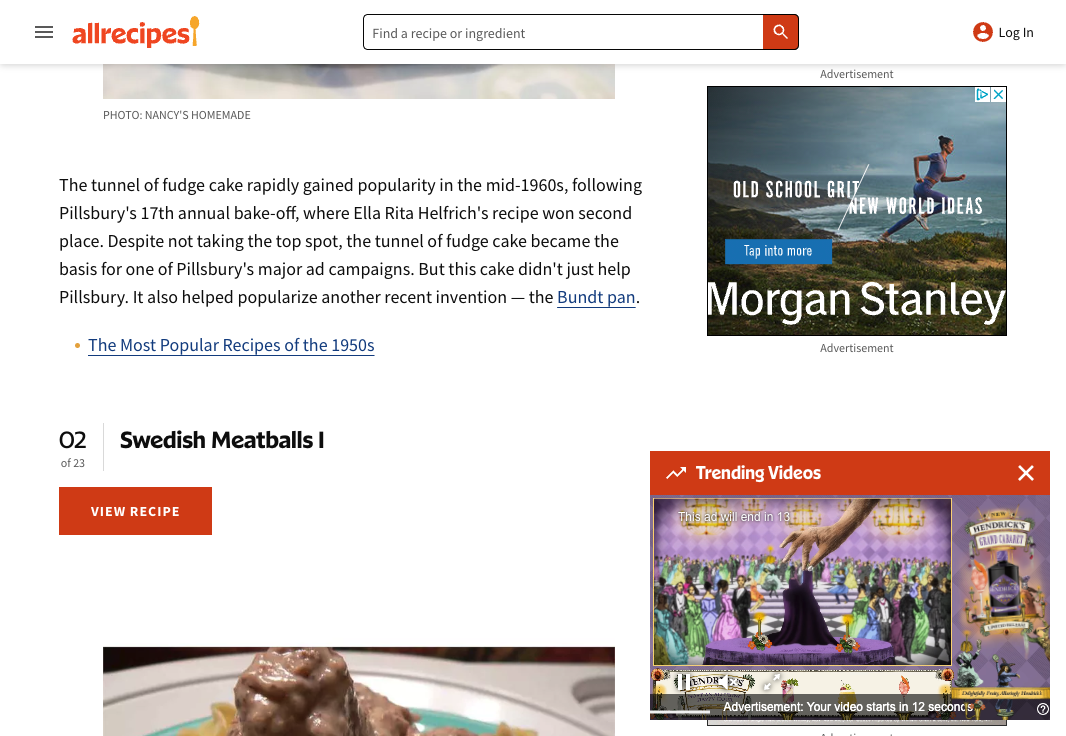 allrecipes
Find a recipe or ingredient
Log In
Advertisement
PHOTO: NANCY'S HOMEMADE
OLD SCHOOL GRIT
NEW WORLD IDEAS
Tap into more
Morgan Stanley
Advertisement
The tunnel of fudge cake rapidly gained popularity in the mid-1960s, following
Pillsbury's 17th annual bake-off, where Ella Rita Helfrich's recipe won second
place. Despite not taking the top spot, the tunnel of fudge cake became the
basis for one of Pillsbury's major ad campaigns. But this cake didn't just help
Pillsbury. It also helped popularize another recent invention — the Bundt pan.
• The Most Popular Recipes of the 1950s
02
of 23
Swedish Meatballs I
VIEW RECIPE
Trending Videos
This ad will end in 13
NEW
HENDRICK'S
GRAND CABARET
Advertisement: Your video starts in 12 seconds